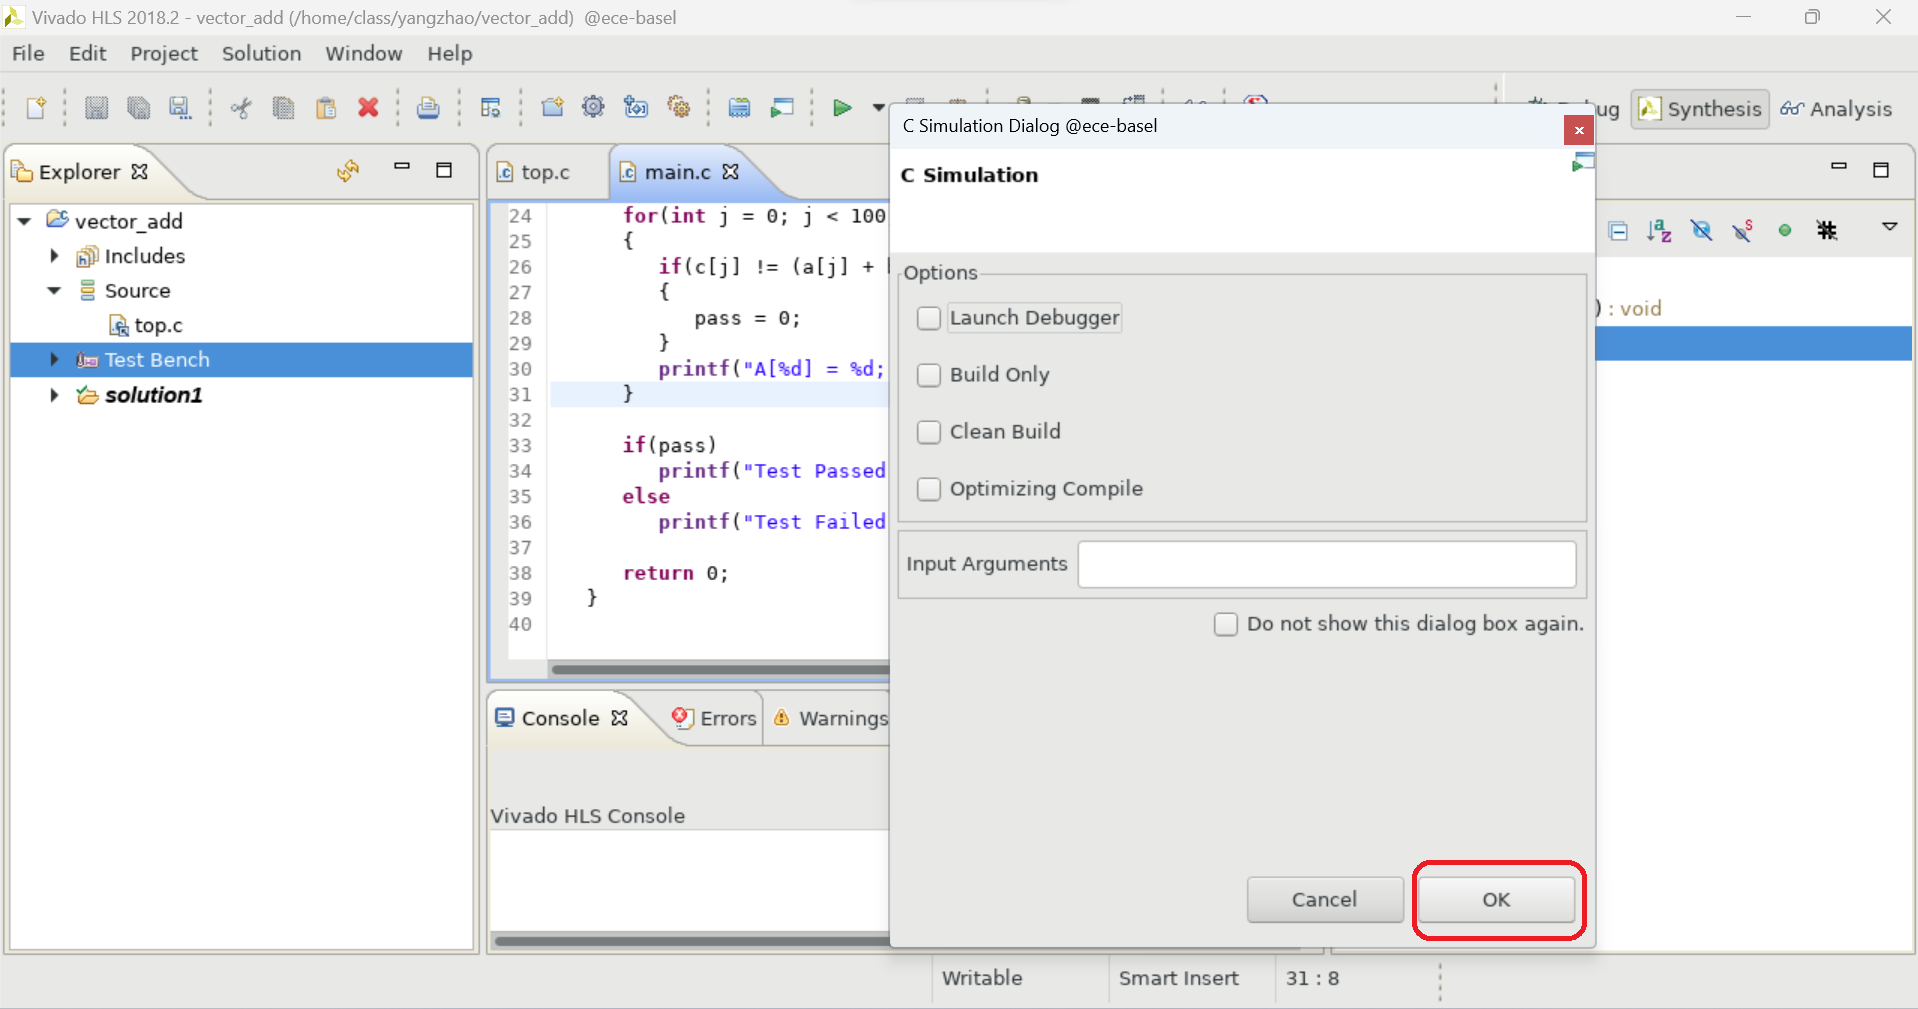 Vivado HLS 2018.2 - vector_add (/home/class/yangzhao/vector_add) @ece-basel
File Edit Project Solution Window Help
Synthesis Analysis
C Simulation Dialog @ece-basel
C Simulation
Explorer
vector_add
Includes
Source
top.c
Test Bench
solution1
top.c main.c
24 for(int j = 0; j < 100
25 {
26 if(c[j] != (a[j] +
27 {
28 pass = 0;
29 }
30 printf("A[%d] = %d;
31 }
32
33 if(pass)
34 printf("Test Passed
35 else
36 printf("Test Failed
37
38 return 0;
39 }
40
) : void
Options
Launch Debugger
Build Only
Clean Build
Optimizing Compile
Input Arguments
Do not show this dialog box again.
Cancel OK
Console Errors Warnings
Vivado HLS Console
Writable Smart Insert 31 : 8